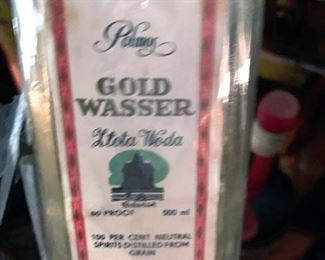 Polmos
GOLD
WASSER
Złota Woda
80 PROOF 500 ml
100 PER CENT NEUTRAL
SPIRITS DISTILLED FROM
GRAIN